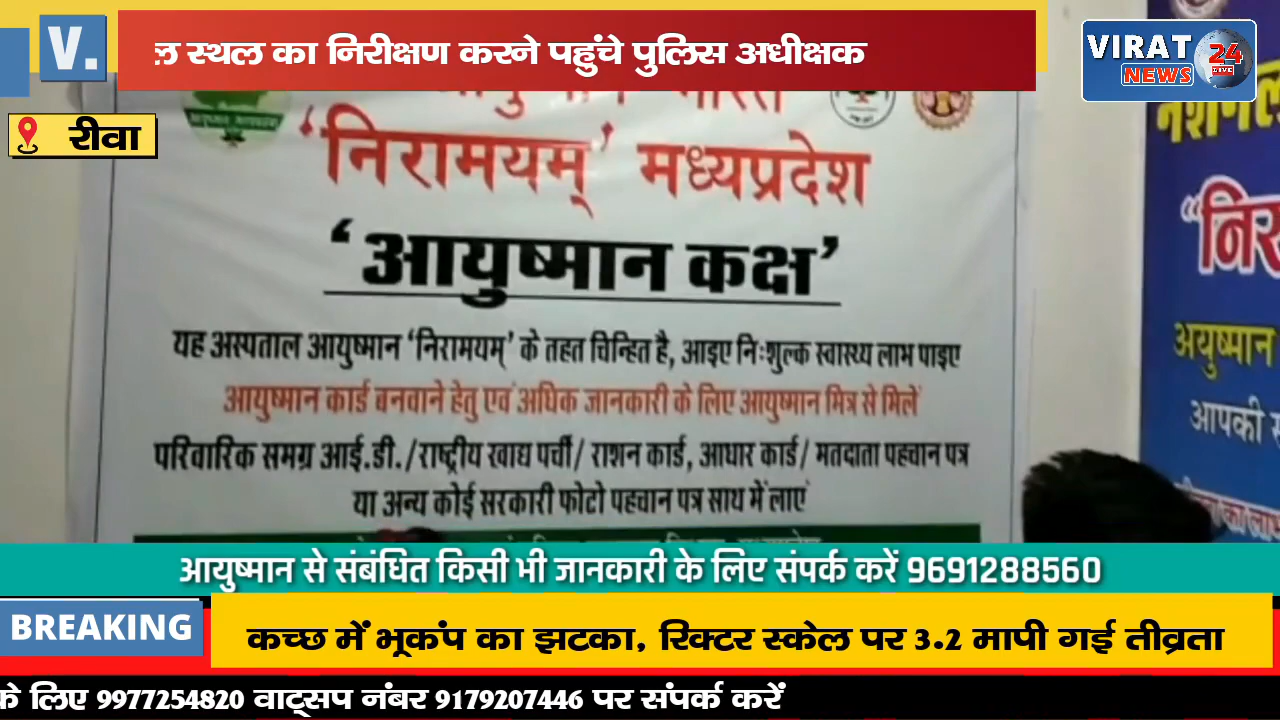 V.
स्थल का निरीक्षण करने पहुंचे पुलिस अधीक्षक
VIRAT 24
NEWS LIVE
रीवा
'निरामयम्' मध्यप्रदेश
'आयुष्मान कक्ष'
यह अस्पताल आयुष्मान 'निरामयम्' के तहत चिन्हित है, आइए निःशुल्क स्वास्थ्य लाभ पाइए
आयुष्मान कार्ड बनवाने हेतु एवं अधिक जानकारी के लिए आयुष्मान मित्र से मिलें
परिवारिक समग्र आई.डी./राष्ट्रीय खाद्य पर्ची/ राशन कार्ड, आधार कार्ड/ मतदाता पहचान पत्र
या अन्य कोई सरकारी फोटो पहचान पत्र साथ में लाएं
अयुष्मान
आपकी
का लाभ
आयुष्मान से संबंधित किसी भी जानकारी के लिए संपर्क करें 9691288560
BREAKING
कच्छ में भूकंप का झटका, रिक्टर स्केल पर 3.2 मापी गई तीव्रता
के लिए 9977254820 वाट्सप नंबर 9179207446 पर संपर्क करें